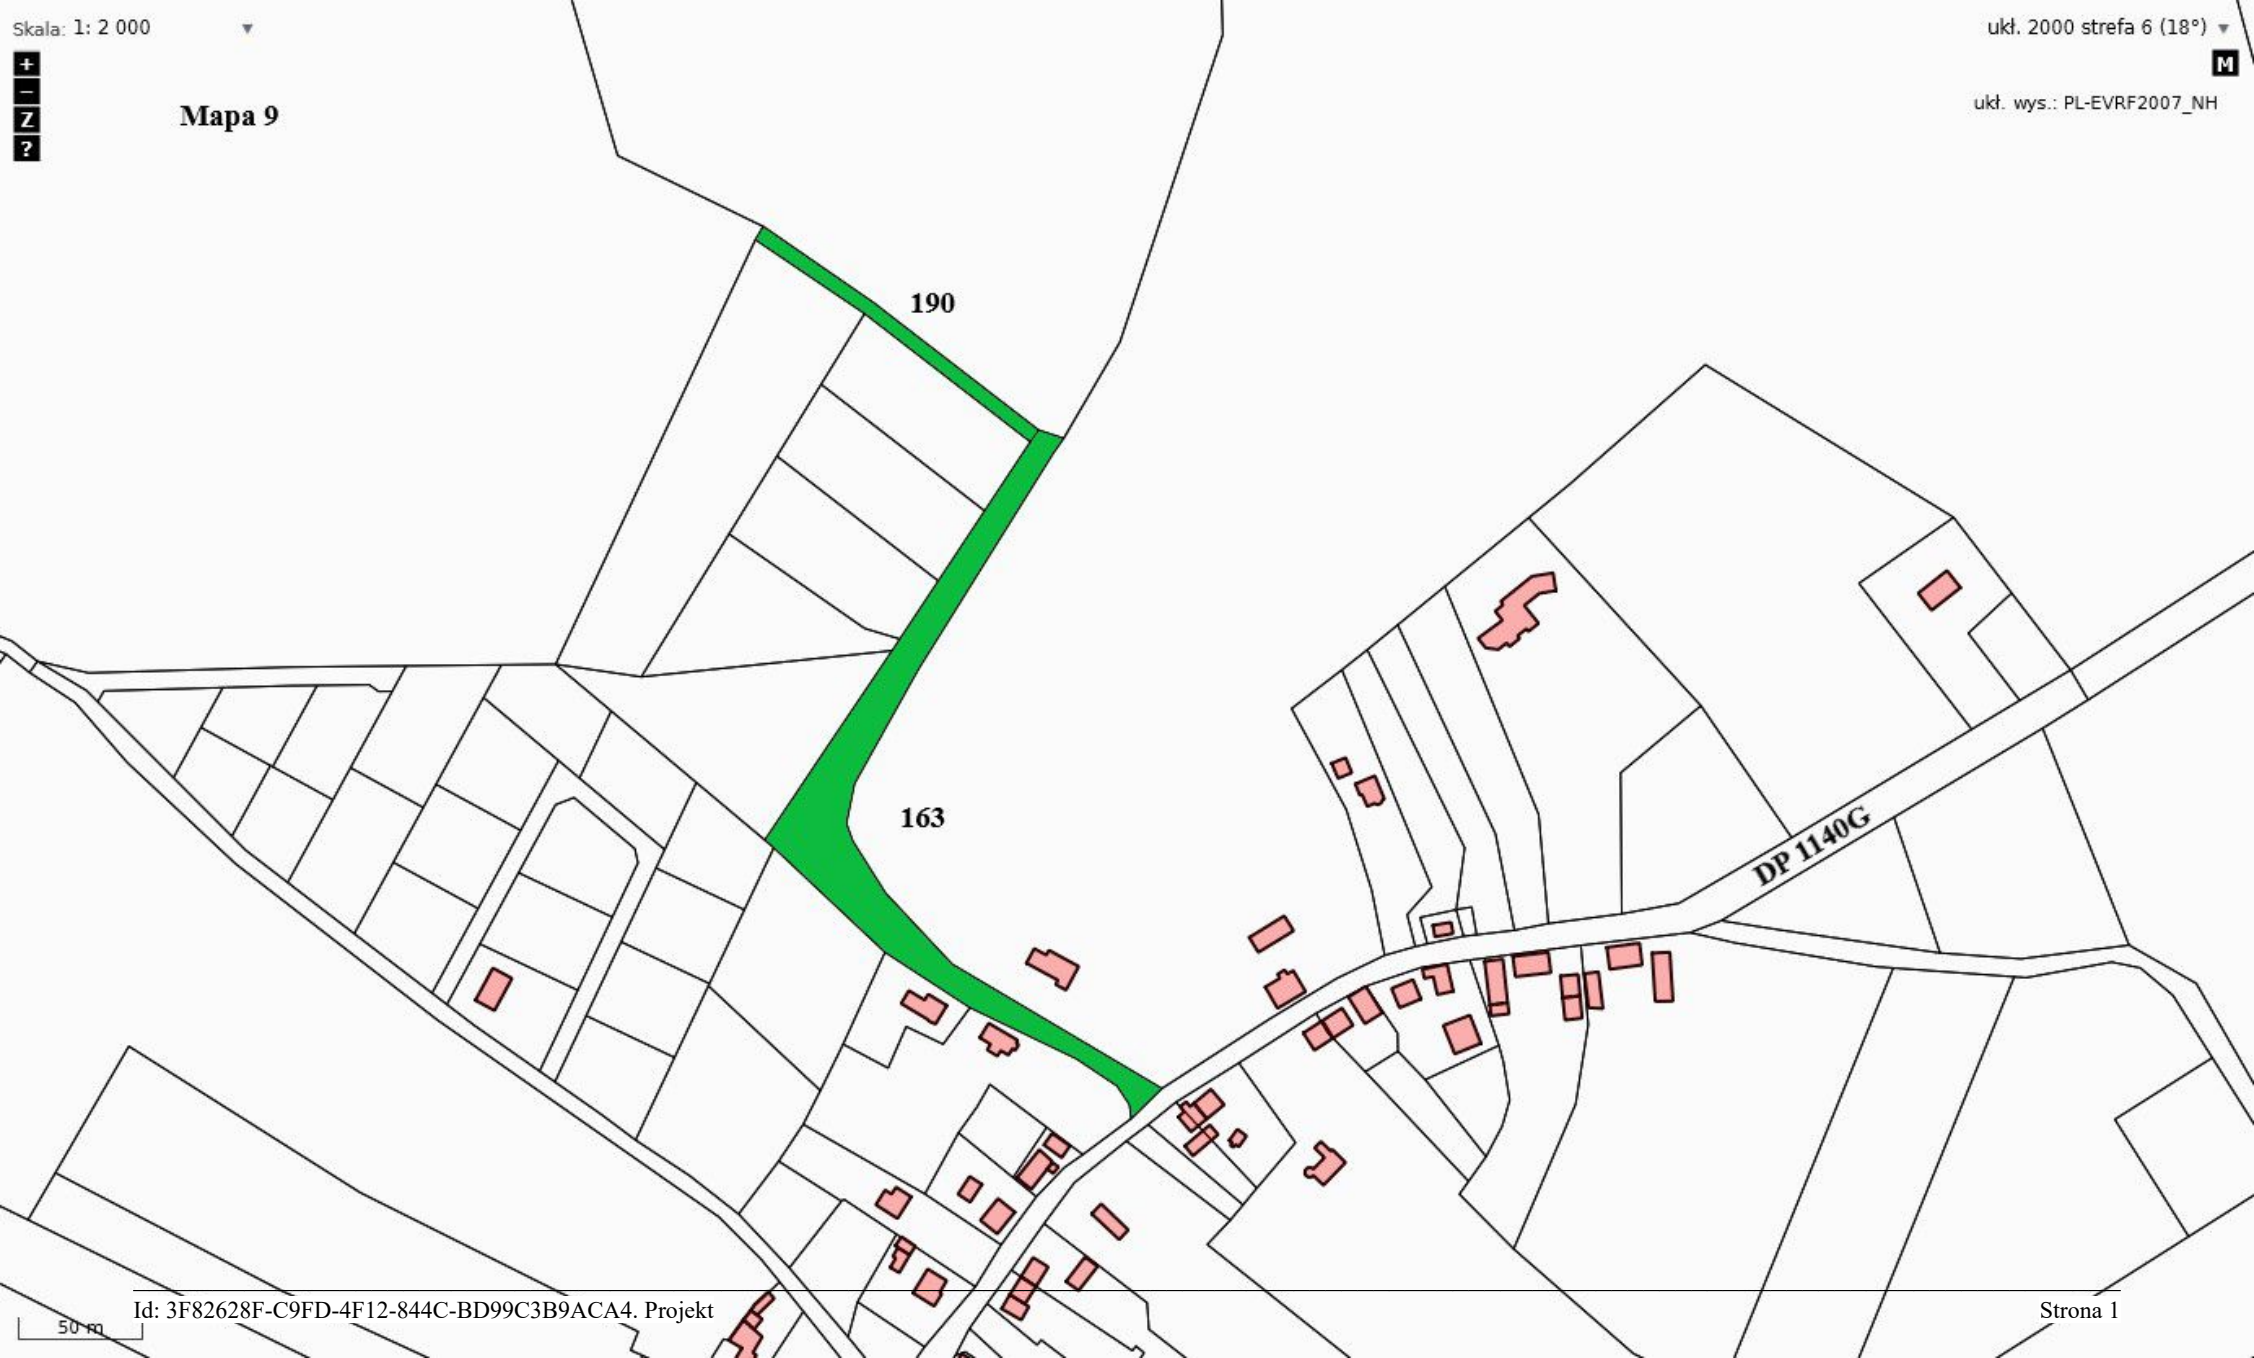 Skala: 1: 2 000
ukł. 2000 strefa 6 (18°)
+
−
Z
?
M
Mapa 9
ukł. wys.: PL-EVRF2007_NH
190
163
DP 1140G
Id: 3F82628F-C9FD-4F12-844C-BD99C3B9ACA4. Projekt
Strona 1
50 m